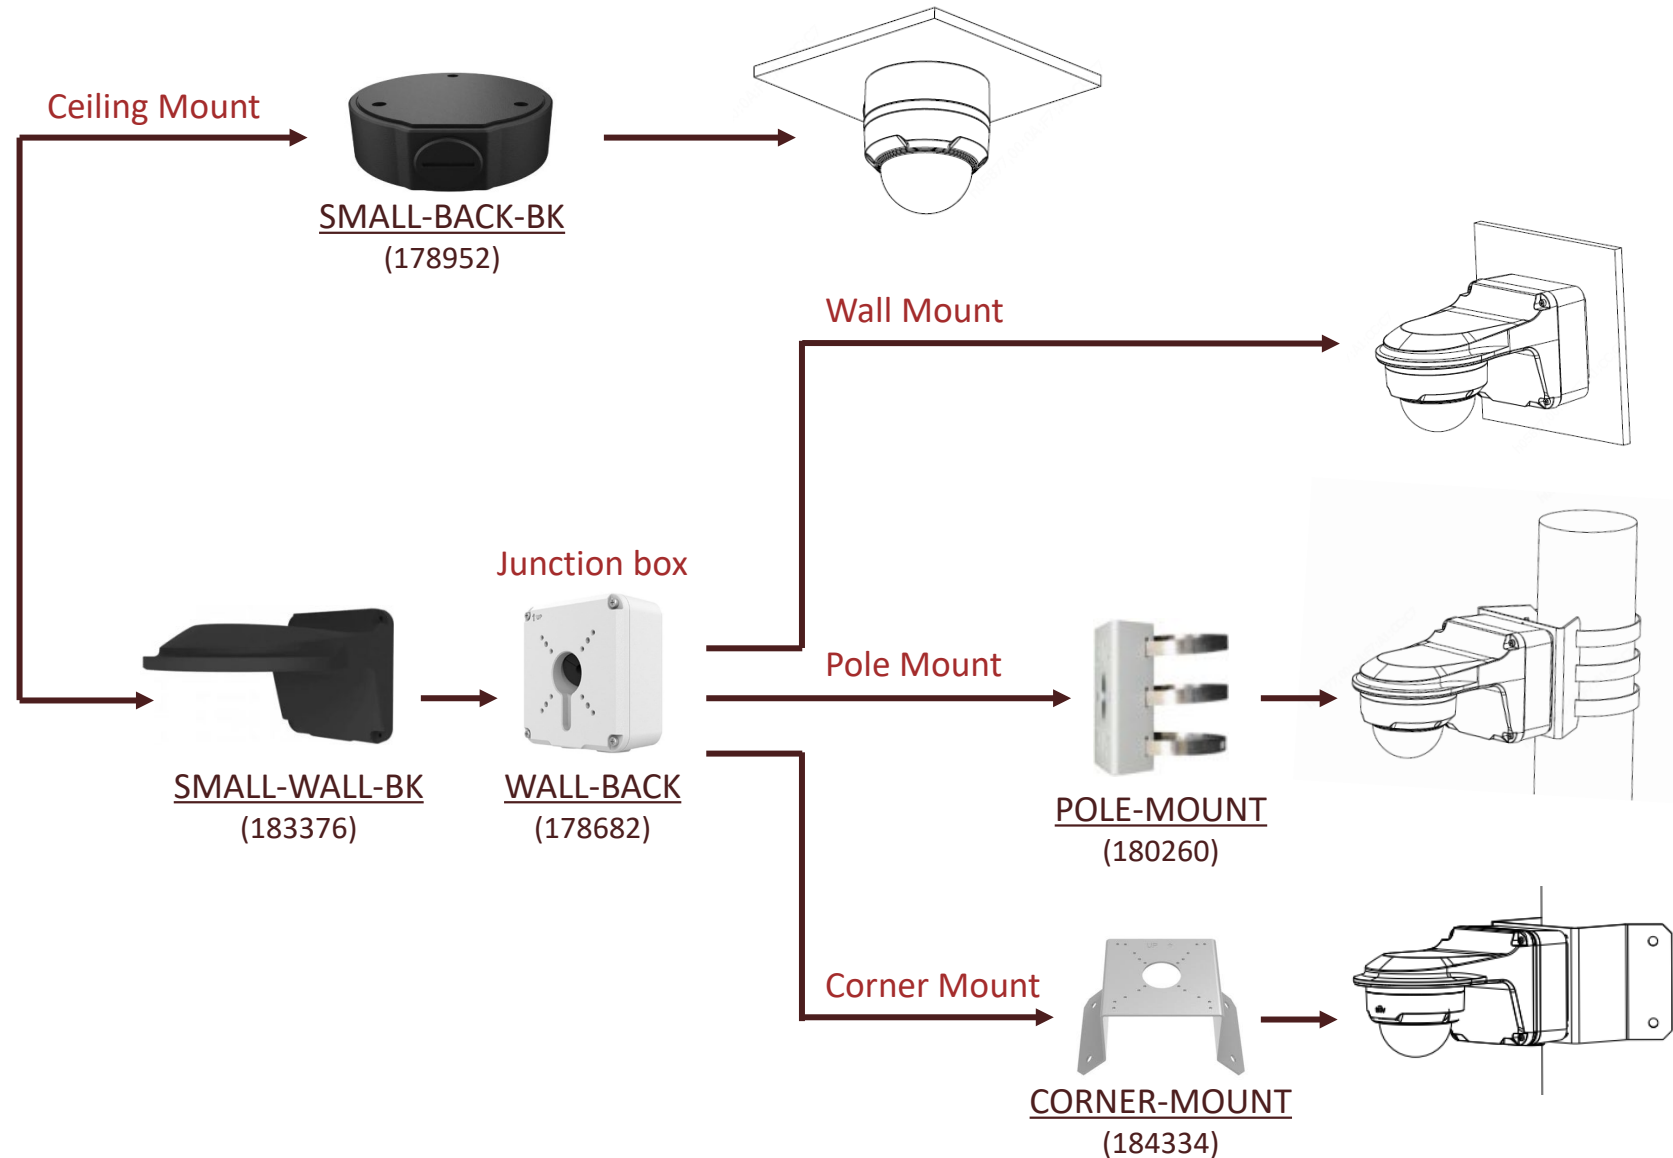 Ceiling Mount
SMALL-BACK-BK
(178952)
Wall Mount
Junction box
SMALL-WALL-BK
(183376)
WALL-BACK
(178682)
Pole Mount
POLE-MOUNT
(180260)
Corner Mount
CORNER-MOUNT
(184334)